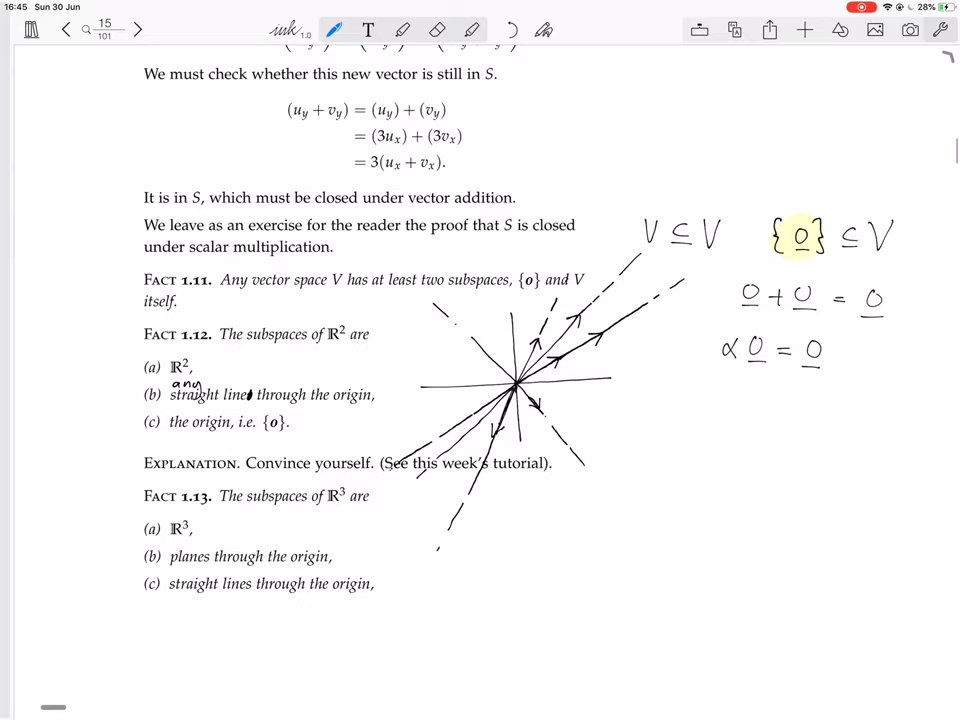 16:45 Sun 30 Jun 28%
15
101
ink 1.0
T
We must check whether this new vector is still in S.
(u_y + v_y) = (u_y) + (v_y)
= (3u_x) + (3v_x)
= 3(u_x + v_x).
It is in S, which must be closed under vector addition.
We leave as an exercise for the reader the proof that S is closed
under scalar multiplication.
V ⊆ V {0} ⊆ V
FACT 1.11. Any vector space V has at least two subspaces, {0} and V
itself.
0 + 0 = 0
FACT 1.12. The subspaces of ℝ² are
α 0 = 0
(a) ℝ²,
any
(b) straight line through the origin,
(c) the origin, i.e. {0}.
EXPLANATION. Convince yourself. (See this week's tutorial).
FACT 1.13. The subspaces of ℝ³ are
(a) ℝ³,
(b) planes through the origin,
(c) straight lines through the origin,